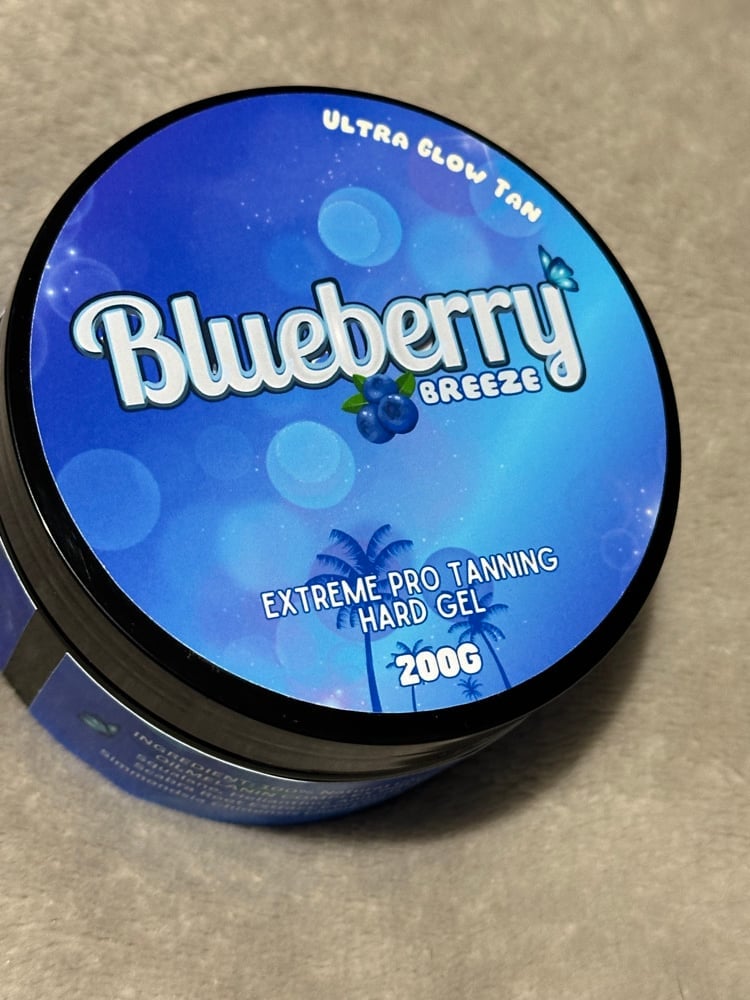 ULTRA GLOW TAN
Blueberry
BREEZE
EXTREME PRO TANNING
HARD GEL
200G